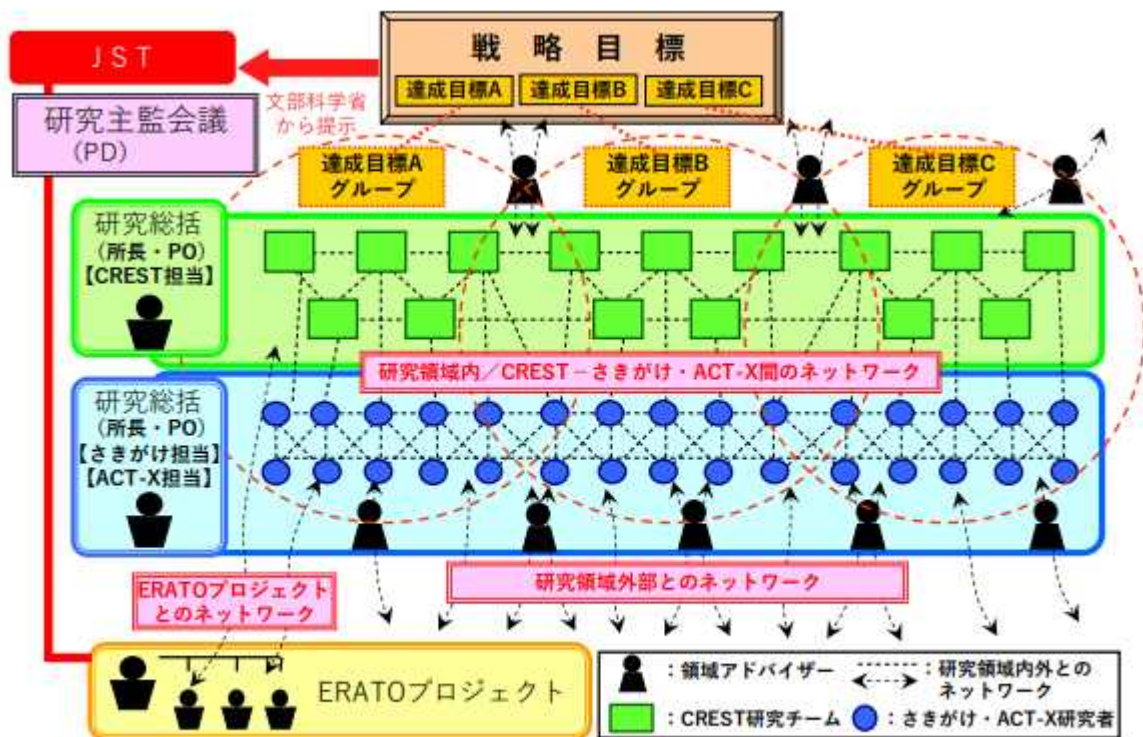 戦略目標
達成目標A
達成目標B
達成目標C
JST
文部科学省
から提示
研究主監会議
(PD)
達成目標A
グループ
達成目標B
グループ
達成目標C
グループ
研究総括
(所長・PO)
【CREST担当】
研究領域内／CREST－さきがけ・ACT-X間のネットワーク
研究総括
(所長・PO)
【さきがけ担当】
【ACT-X担当】
ERATOプロジェクト
とのネットワーク
研究領域外部とのネットワーク
ERATOプロジェクト
：領域アドバイザー
：研究領域内外との
ネットワーク
：CREST研究チーム
：さきがけ・ACT-X研究者